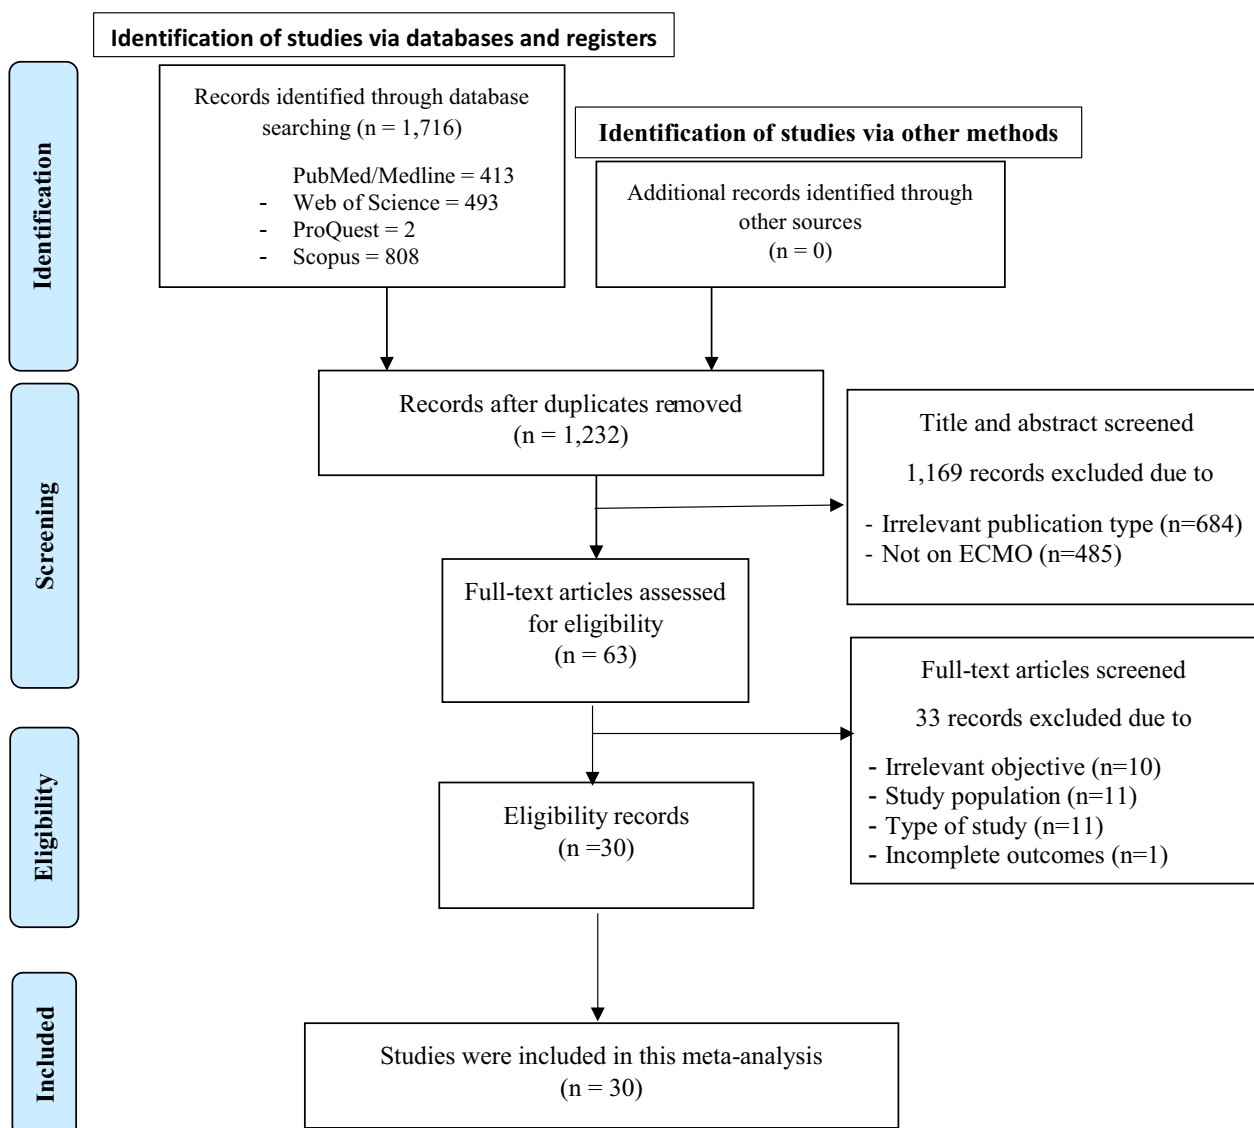 Identification of studies via databases and registers
Identification
Records identified through database
searching (n = 1,716)
PubMed/Medline = 413
- Web of Science = 493
- ProQuest = 2
- Scopus = 808
Identification of studies via other methods
Additional records identified through
other sources
(n = 0)
Screening
Records after duplicates removed
(n = 1,232)
Title and abstract screened
1,169 records excluded due to
- Irrelevant publication type (n=684)
- Not on ECMO (n=485)
Full-text articles assessed
for eligibility
(n = 63)
Full-text articles screened
33 records excluded due to
- Irrelevant objective (n=10)
- Study population (n=11)
- Type of study (n=11)
- Incomplete outcomes (n=1)
Eligibility
Eligibility records
(n =30)
Included
Studies were included in this meta-analysis
(n = 30)